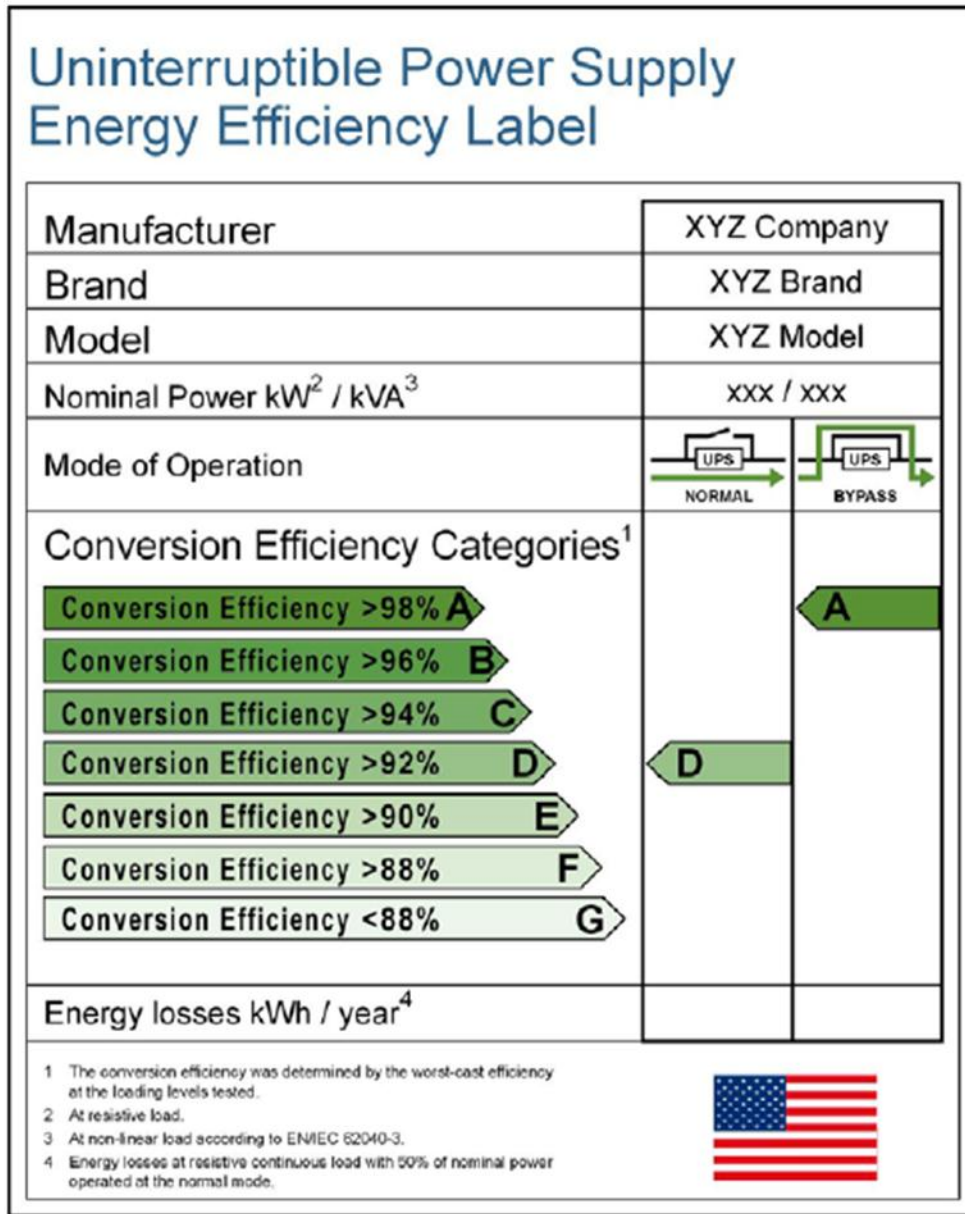 Uninterruptible Power Supply
Energy Efficiency Label
Manufacturer XYZ Company
Brand XYZ Brand
Model XYZ Model
Nominal Power kW2 / kVA3 xxx / xxx
Mode of Operation
UPS UPS
NORMAL BYPASS
Conversion Efficiency Categories1
Conversion Efficiency >98% A A
Conversion Efficiency >96% B
Conversion Efficiency >94% C
Conversion Efficiency >92% D D
Conversion Efficiency >90% E
Conversion Efficiency >88% F
Conversion Efficiency <88% G
Energy losses kWh / year4
1 The conversion efficiency was determined by the worst-cast efficiency
at the loading levels tested.
2 At resistive load.
3 At non-linear load according to EN/IEC 62040-3.
4 Energy losses at resistive continuous load with 50% of nominal power
operated at the normal mode.